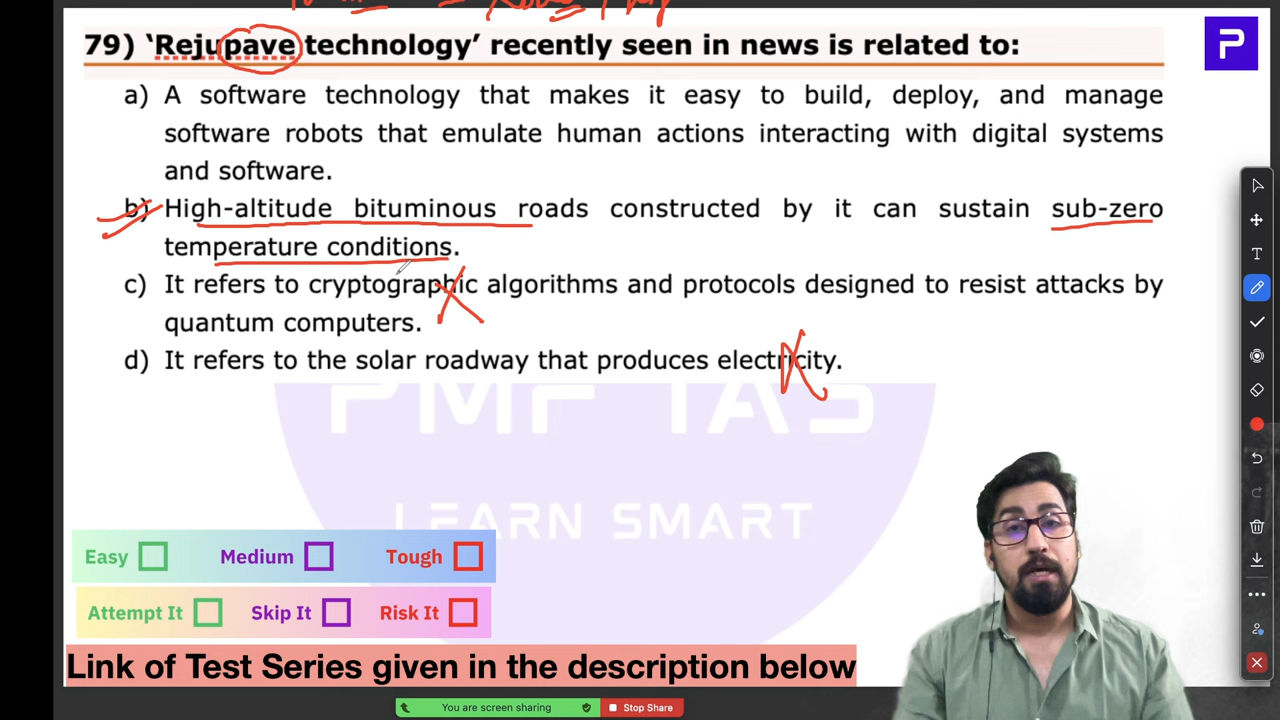 79) ‘Rejupave technology’ recently seen in news is related to:
P
a) A software technology that makes it easy to build, deploy, and manage
software robots that emulate human actions interacting with digital systems
and software.
b) High-altitude bituminous roads constructed by it can sustain sub-zero
temperature conditions.
c) It refers to cryptographic algorithms and protocols designed to resist attacks by
quantum computers.
d) It refers to the solar roadway that produces electricity.
PMF IAS
LEARN SMART
Easy Medium Tough
Attempt It Skip It Risk It
Link of Test Series given in the description below
You are screen sharing Stop Share